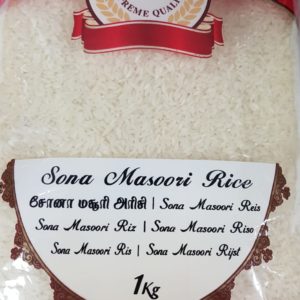 REME QUALI
Sona Masoori Rice
சோனா மசூரி அரிசி | Sona Masoori Reis
Sona Masoori Riz | Sona Masoori Riso
Sona Masoori Ris | Sona Masoori Rijst
1Kg